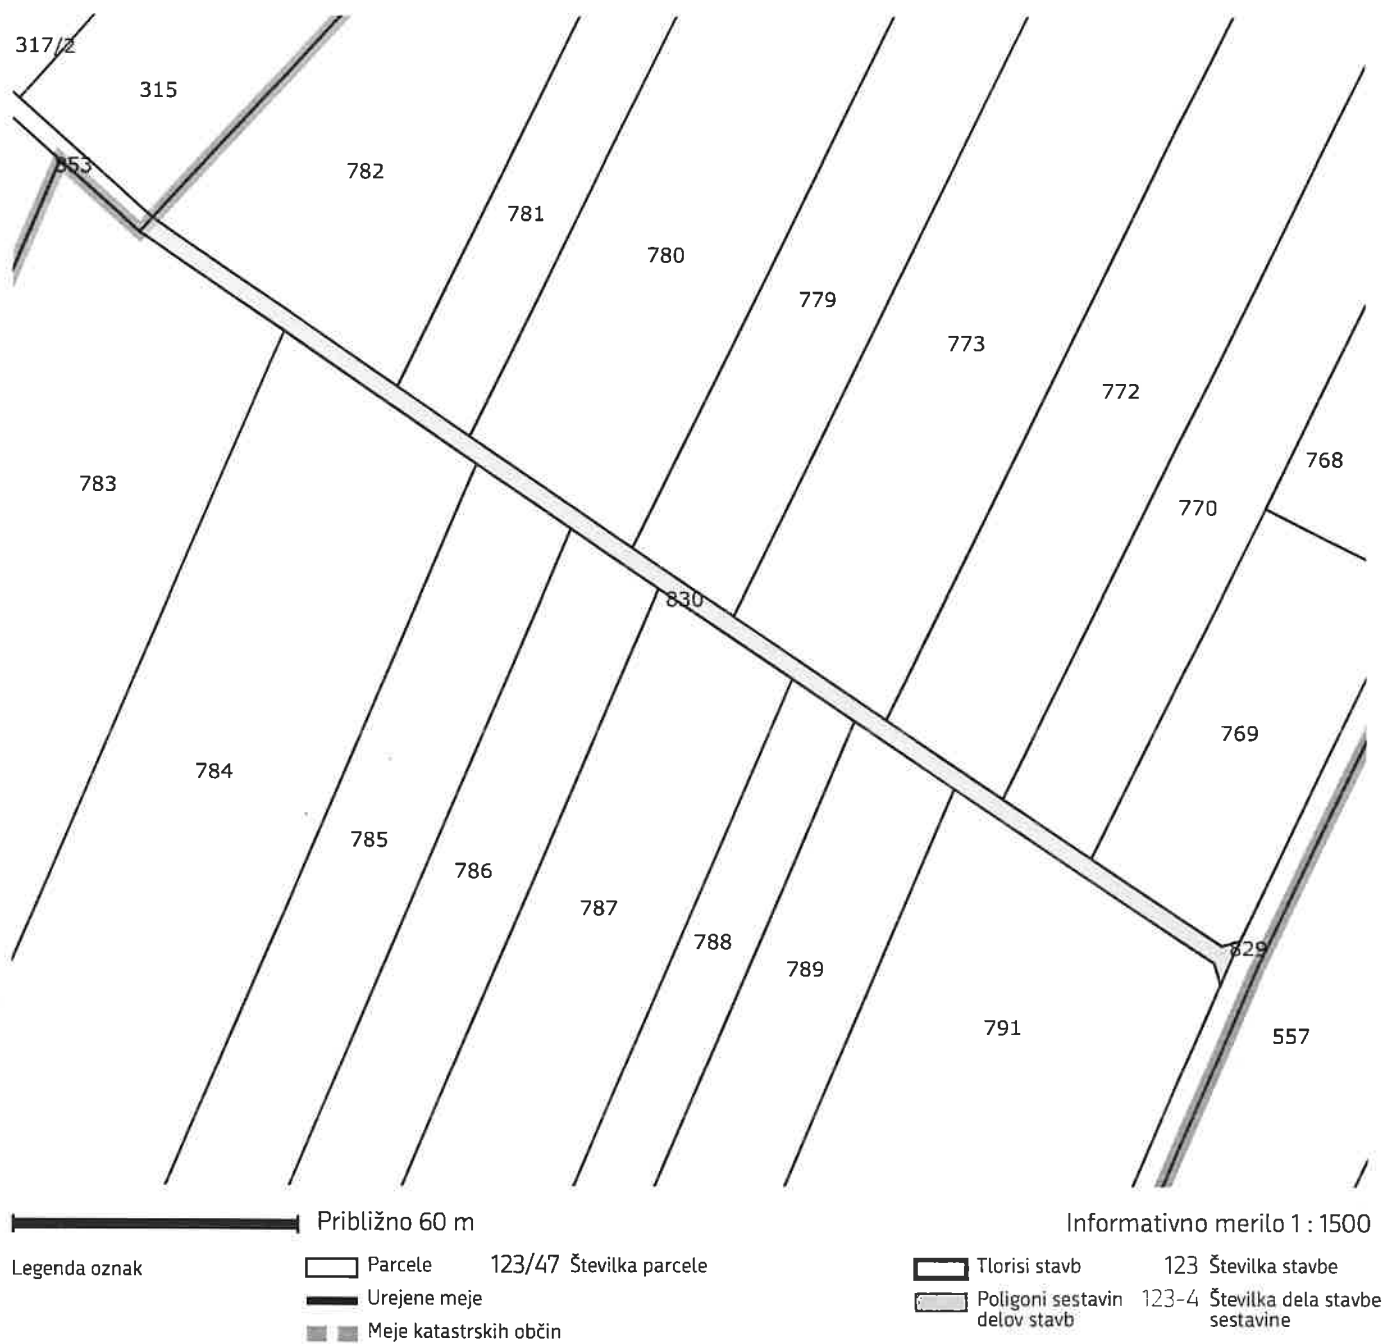 317/2
315
853
782
781
780
779
773
772
768
770
783
830
769
784
785
786
787
788
789
829
791
557
Približno 60 m
Informativno merilo 1 : 1500
Legenda oznak
Parcele 123/47 Številka parcele
Urejene meje
Meje katastrskih občin
Tlorisi stavb 123 Številka stavbe
Poligoni sestavin delov stavb 123-4 Številka dela stavbe sestavine